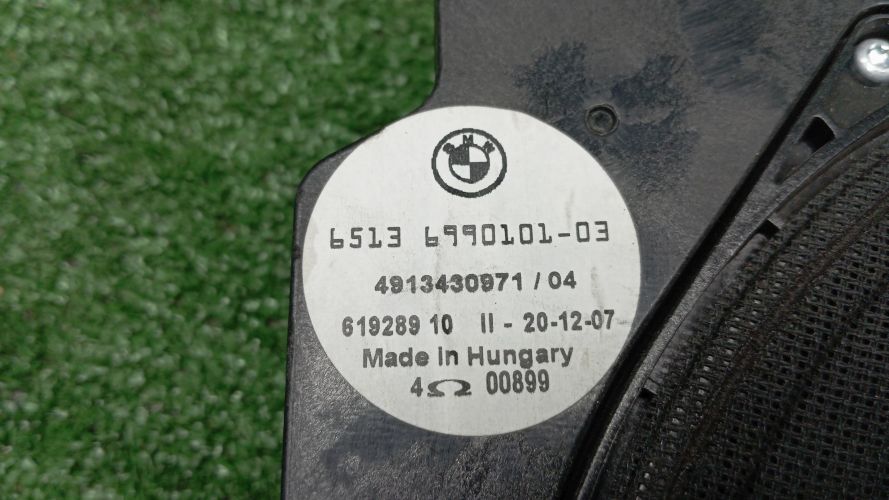 BMW
6513 6990101-03
4913430971 / 04
619289 10 II - 20-12-07
Made in Hungary
4Ω 00899